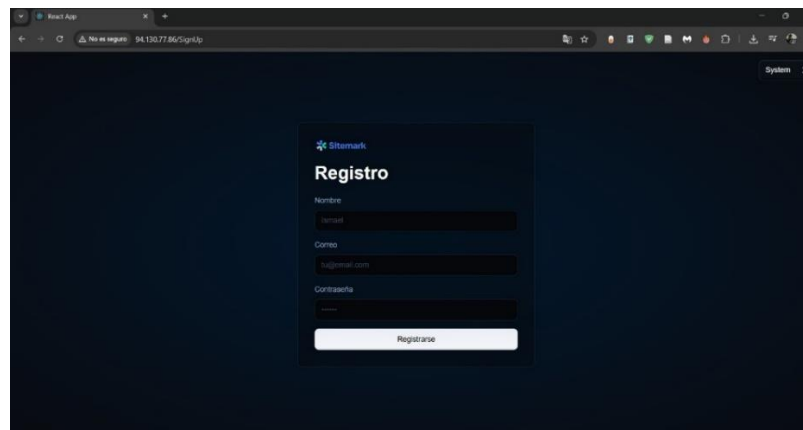 React App
No es seguro 94.130.77.86/SignUp
System
Sitemark
Registro
Nombre
Ismael
Correo
tu@email.com
Contraseña
Registrarse